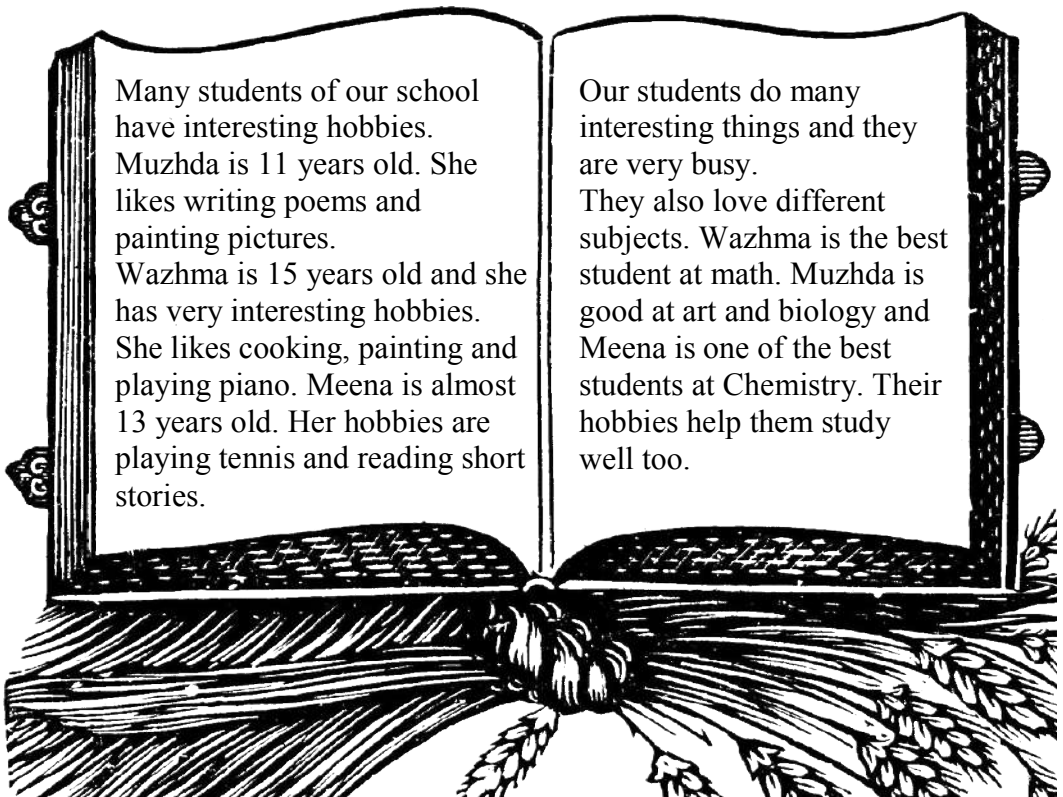 Many students of our school
have interesting hobbies.
Muzhda is 11 years old. She
likes writing poems and
painting pictures.
Wazhma is 15 years old and she
has very interesting hobbies.
She likes cooking, painting and
playing piano. Meena is almost
13 years old. Her hobbies are
playing tennis and reading short
stories.
Our students do many
interesting things and they
are very busy.
They also love different
subjects. Wazhma is the best
student at math. Muzhda is
good at art and biology and
Meena is one of the best
students at Chemistry. Their
hobbies help them study
well too.